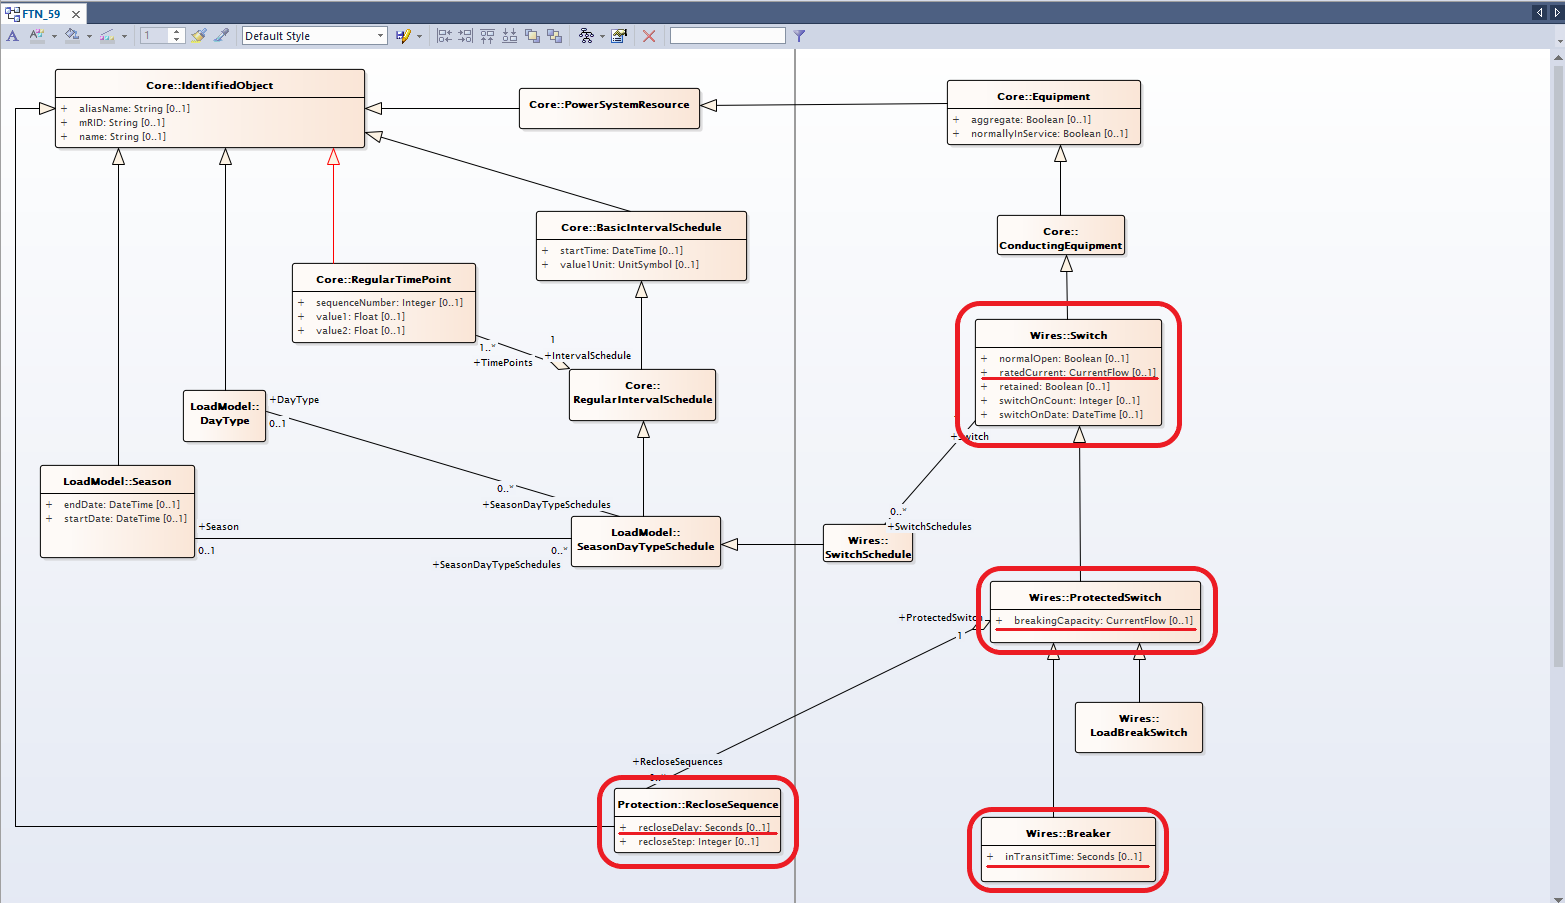 FTN_59
1
Default Style
Core::IdentifiedObject
+ aliasName: String [0..1]
+ mRID: String [0..1]
+ name: String [0..1]
Core::PowerSystemResource
Core::Equipment
+ aggregate: Boolean [0..1]
+ normallyInService: Boolean [0..1]
Core::BasicIntervalSchedule
+ startTime: DateTime [0..1]
+ value1Unit: UnitSymbol [0..1]
Core::
ConductingEquipment
Core::RegularTimePoint
+ sequenceNumber: Integer [0..1]
+ value1: Float [0..1]
+ value2: Float [0..1]
1..*
+TimePoints
1
+IntervalSchedule
Wires::Switch
+ normalOpen: Boolean [0..1]
+ ratedCurrent: CurrentFlow [0..1]
+ retained: Boolean [0..1]
+ switchOnCount: Integer [0..1]
+ switchOnDate: DateTime [0..1]
+Switch
Core::
RegularIntervalSchedule
LoadModel::
DayType
+DayType
0..1
LoadModel::Season
+ endDate: DateTime [0..1]
+ startDate: DateTime [0..1]
+Season
0..1
0..*
+SeasonDayTypeSchedules
0..*
+SeasonDayTypeSchedules
LoadModel::
SeasonDayTypeSchedule
0..*
+SwitchSchedules
Wires::
SwitchSchedule
Wires::ProtectedSwitch
+ breakingCapacity: CurrentFlow [0..1]
+ProtectedSwitch
1
Wires::
LoadBreakSwitch
+RecloseSequences
0..*
Protection::RecloseSequence
+ recloseDelay: Seconds [0..1]
+ recloseStep: Integer [0..1]
Wires::Breaker
+ inTransitTime: Seconds [0..1]